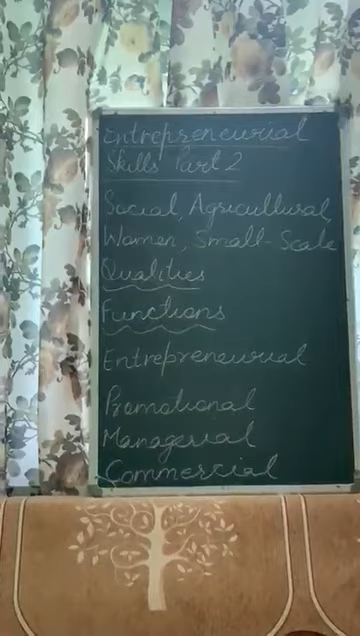 Entrepreneurial
Skills Part 2
Social, Agricultural,
Women, Small-Scale
Qualities
Functions
Entrepreneurial
Promotional
Managerial
Commercial